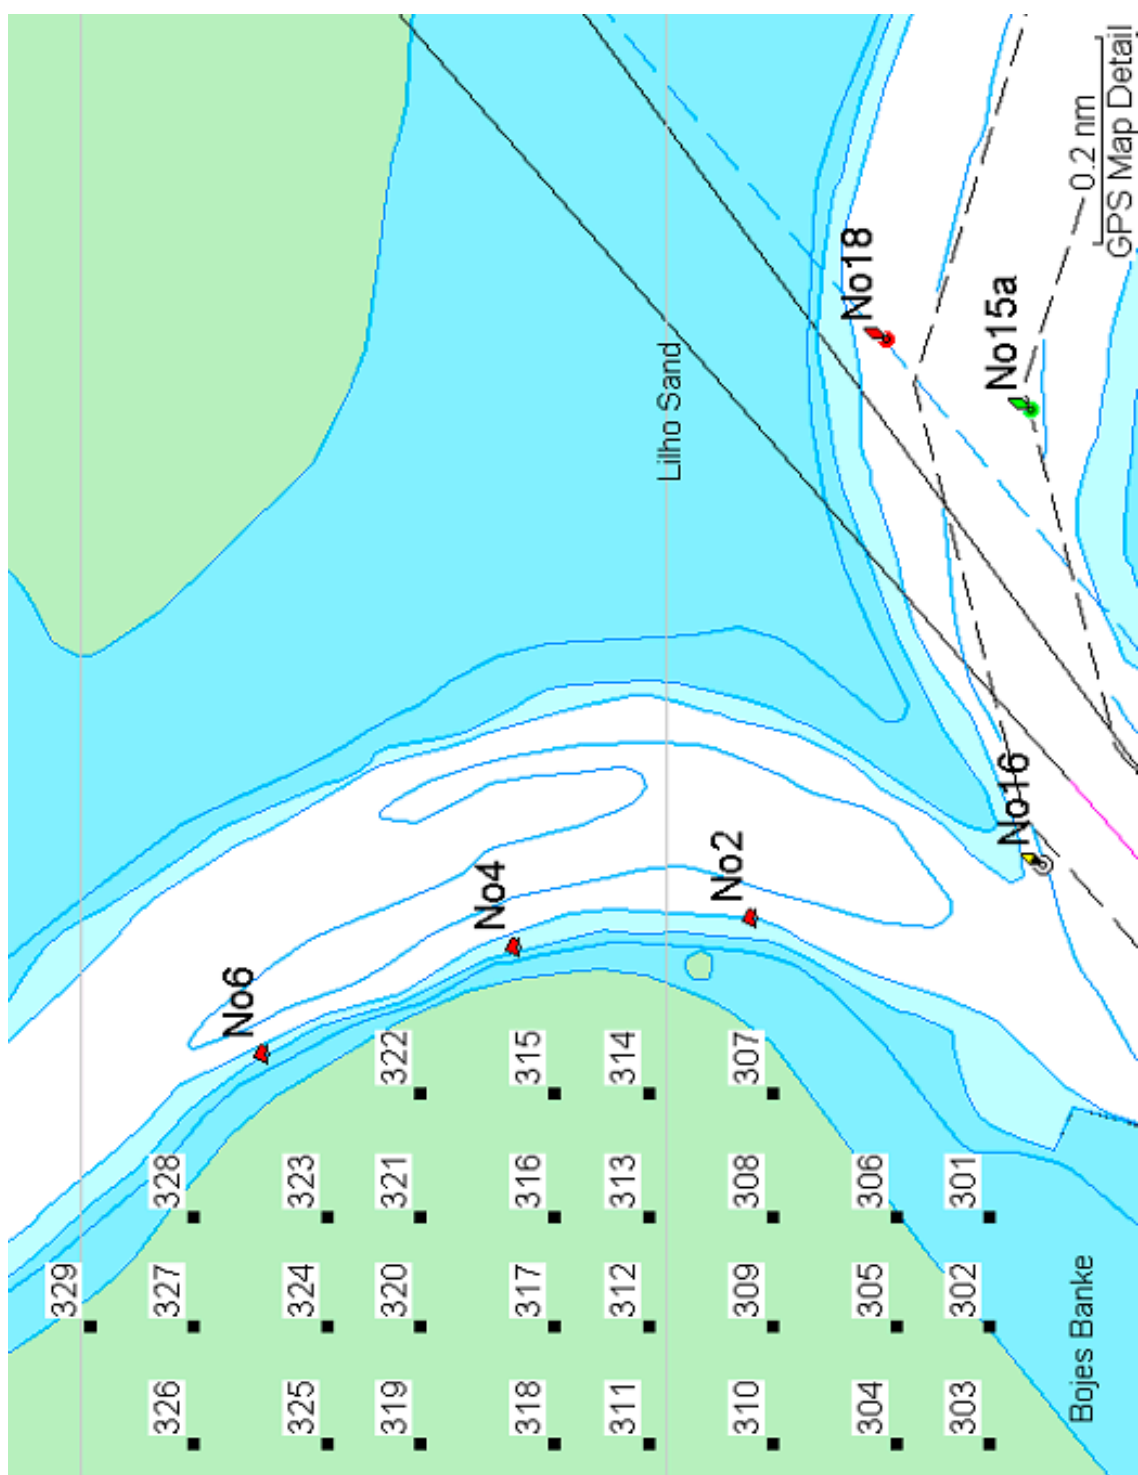 329
326 327 328
No6
325 324 323
319 320 321 322
No4
318 317 316 315
311 312 313 314
Lilho Sand
No2
310 309 308 307
No18
304 305 306
303 302 301
No15a
No16
Bojes Banke
0.2 nm
GPS Map Detail